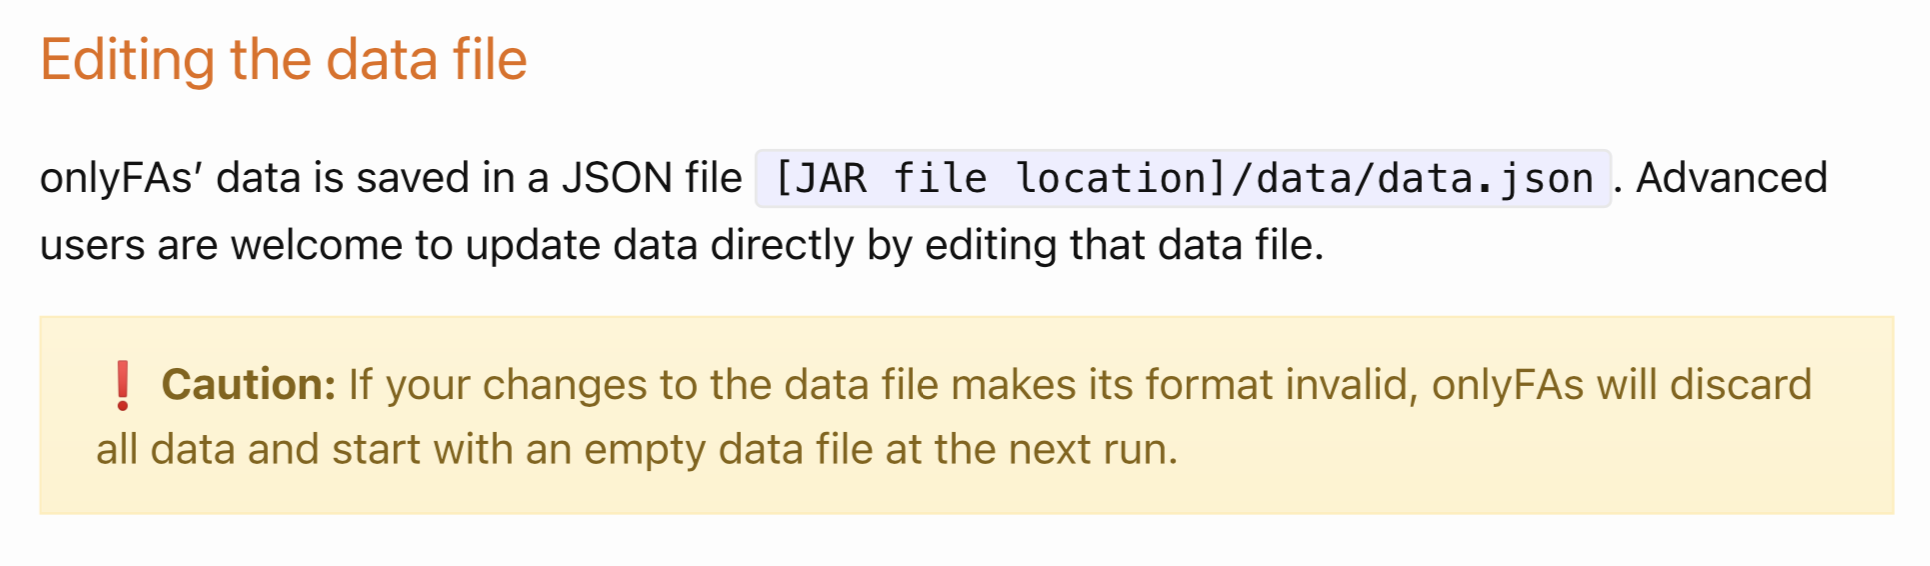 Editing the data file
onlyFAs’ data is saved in a JSON file [JAR file location]/data/data.json . Advanced
users are welcome to update data directly by editing that data file.
❗ Caution: If your changes to the data file makes its format invalid, onlyFAs will discard
all data and start with an empty data file at the next run.